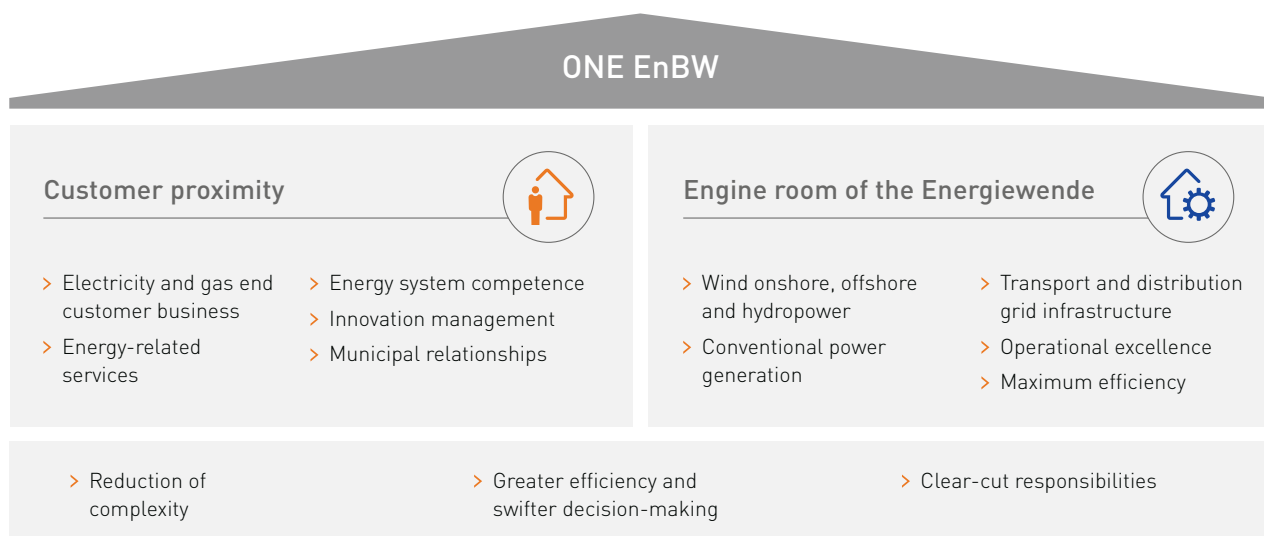 ONE EnBW
Customer proximity
> Electricity and gas end
customer business
> Energy-related
services
> Energy system competence
> Innovation management
> Municipal relationships
Engine room of the Energiewende
> Wind onshore, offshore
and hydropower
> Conventional power
generation
> Transport and distribution
grid infrastructure
> Operational excellence
> Maximum efficiency
> Reduction of
complexity
> Greater efficiency and
swifter decision-making
> Clear-cut responsibilities